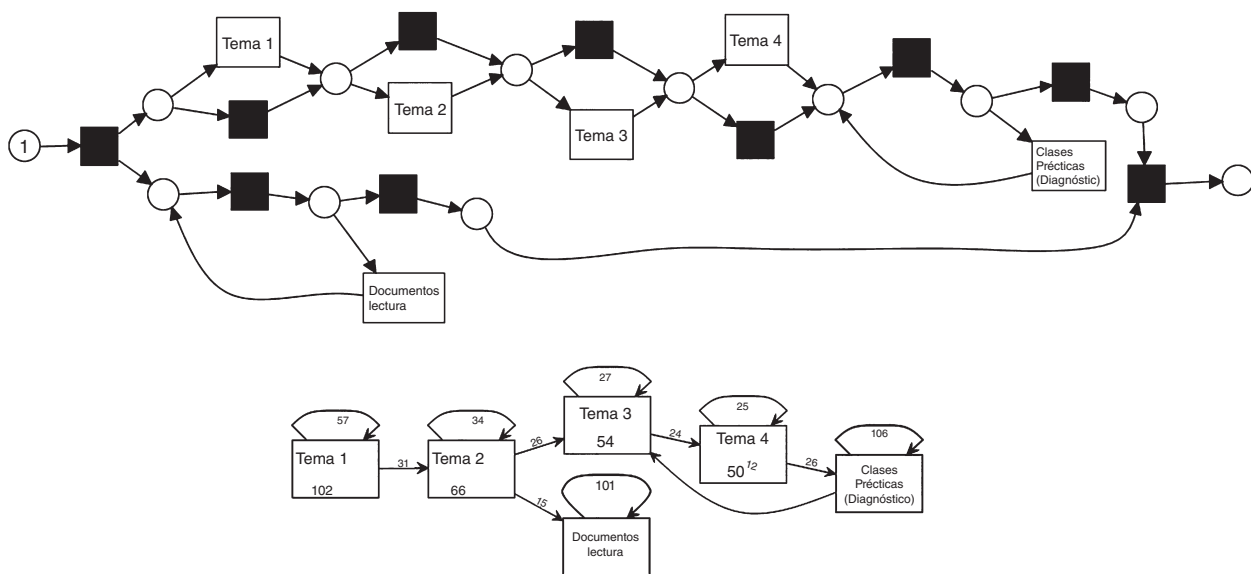 Tema 1
Tema 4
Tema 2
Tema 3
1
Clases
Précticas
(Diagnóstic)
Documentos
lectura
57
Tema 1
102
31
34
Tema 2
66
26
15
27
Tema 3
54
24
101
Documentos
lectura
25
Tema 4
50
12
26
106
Clases
Précticas
(Diagnóstico)